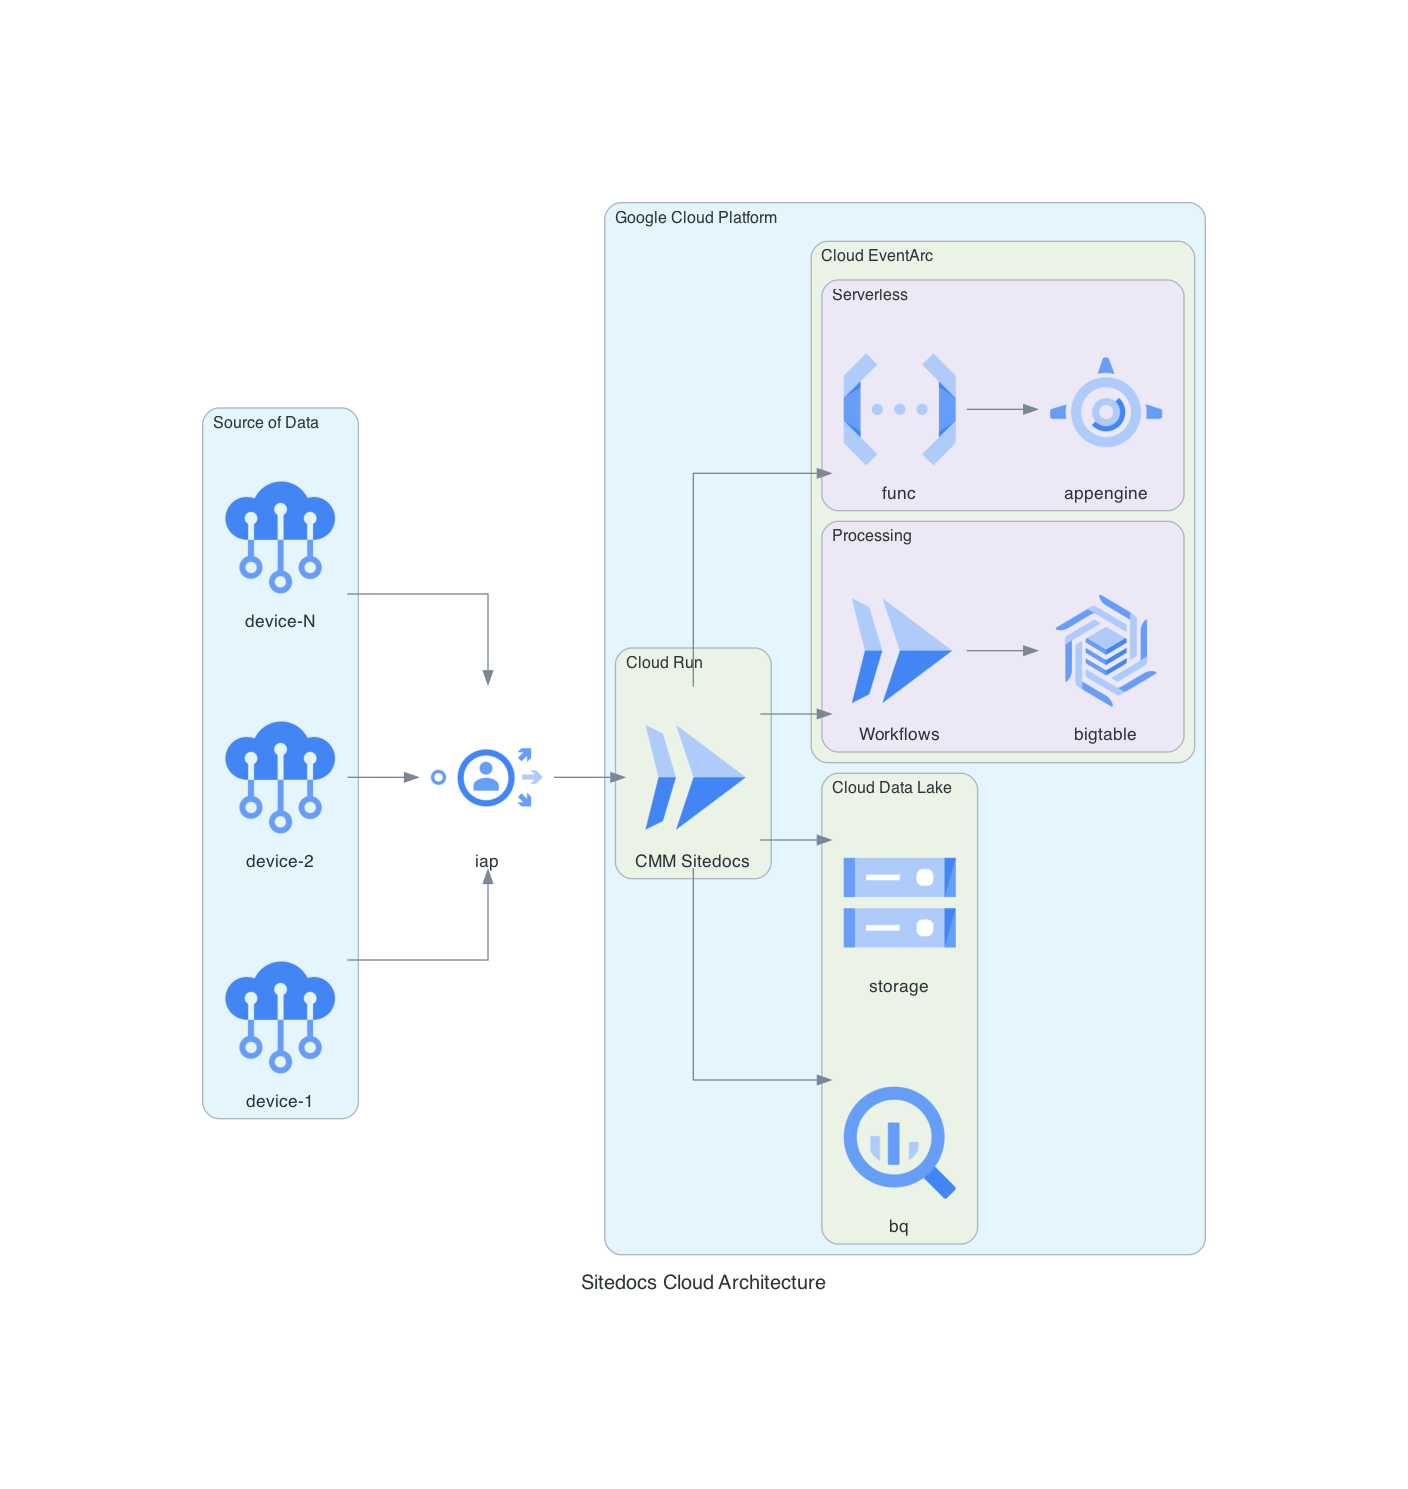 Google Cloud Platform
Cloud EventArc
Serverless
func
appengine
Source of Data
device-N
Processing
Workflows
bigtable
Cloud Run
CMM Sitedocs
device-2
iap
Cloud Data Lake
storage
device-1
bq
Sitedocs Cloud Architecture